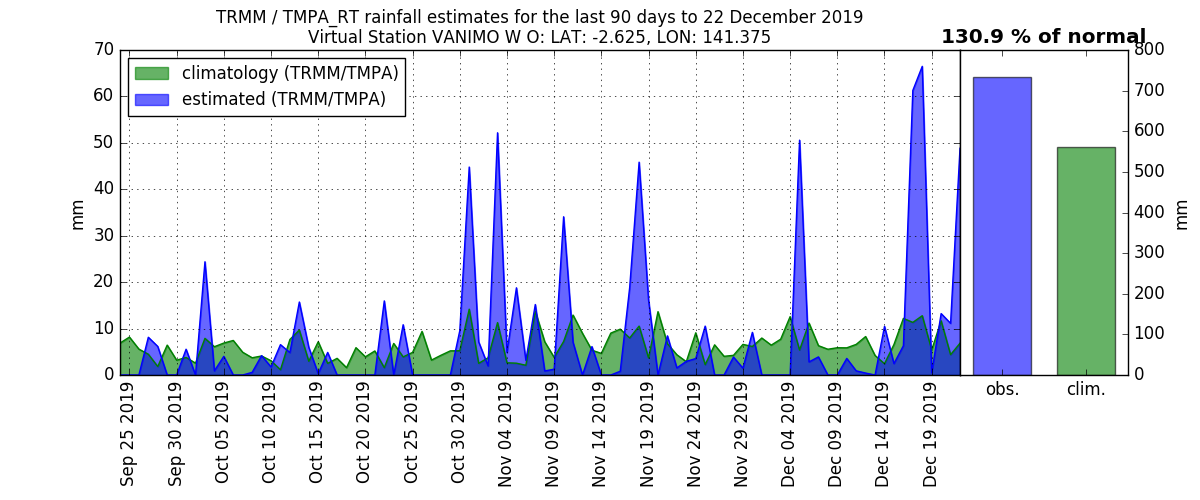 TRMM / TMPA_RT rainfall estimates for the last 90 days to 22 December 2019
Virtual Station VANIMO W O: LAT: -2.625, LON: 141.375
130.9 % of normal
climatology (TRMM/TMPA)
estimated (TRMM/TMPA)
70
60
50
40
30
20
10
0
mm
800
700
600
500
400
300
200
100
0
mm
obs.
clim.
Sep 25 2019
Sep 30 2019
Oct 05 2019
Oct 10 2019
Oct 15 2019
Oct 20 2019
Oct 25 2019
Oct 30 2019
Nov 04 2019
Nov 09 2019
Nov 14 2019
Nov 19 2019
Nov 24 2019
Nov 29 2019
Dec 04 2019
Dec 09 2019
Dec 14 2019
Dec 19 2019